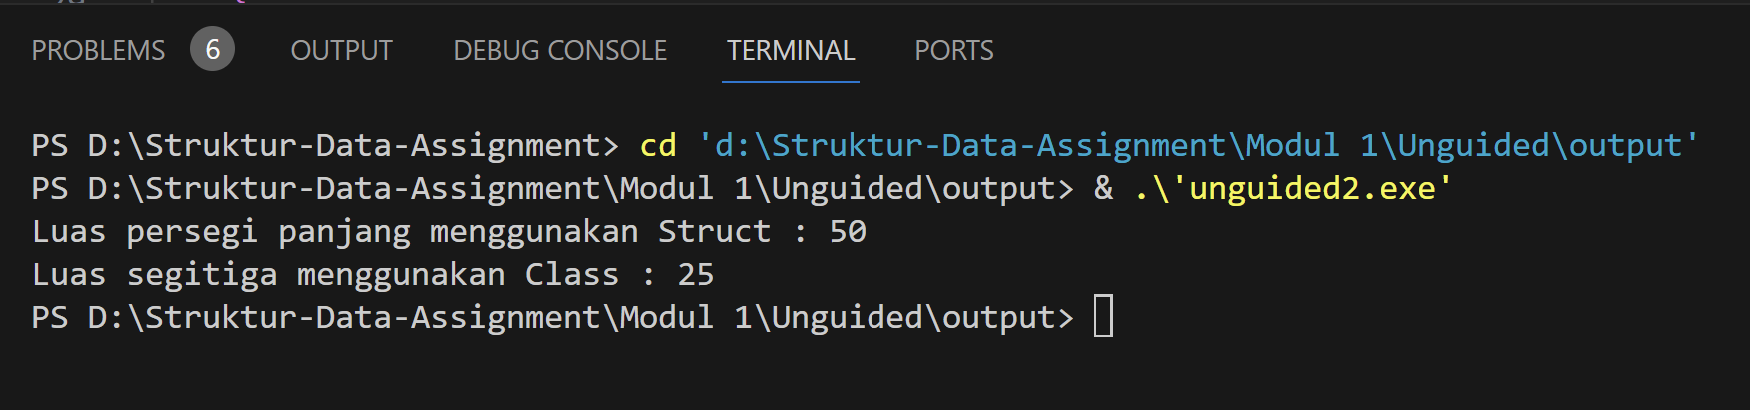 PROBLEMS 6 OUTPUT DEBUG CONSOLE TERMINAL PORTS
PS D:\Struktur-Data-Assignment> cd 'd:\Struktur-Data-Assignment\Modul 1\Unguided\output'
PS D:\Struktur-Data-Assignment\Modul 1\Unguided\output> & .\'unguided2.exe'
Luas persegi panjang menggunakan Struct : 50
Luas segitiga menggunakan Class : 25
PS D:\Struktur-Data-Assignment\Modul 1\Unguided\output>